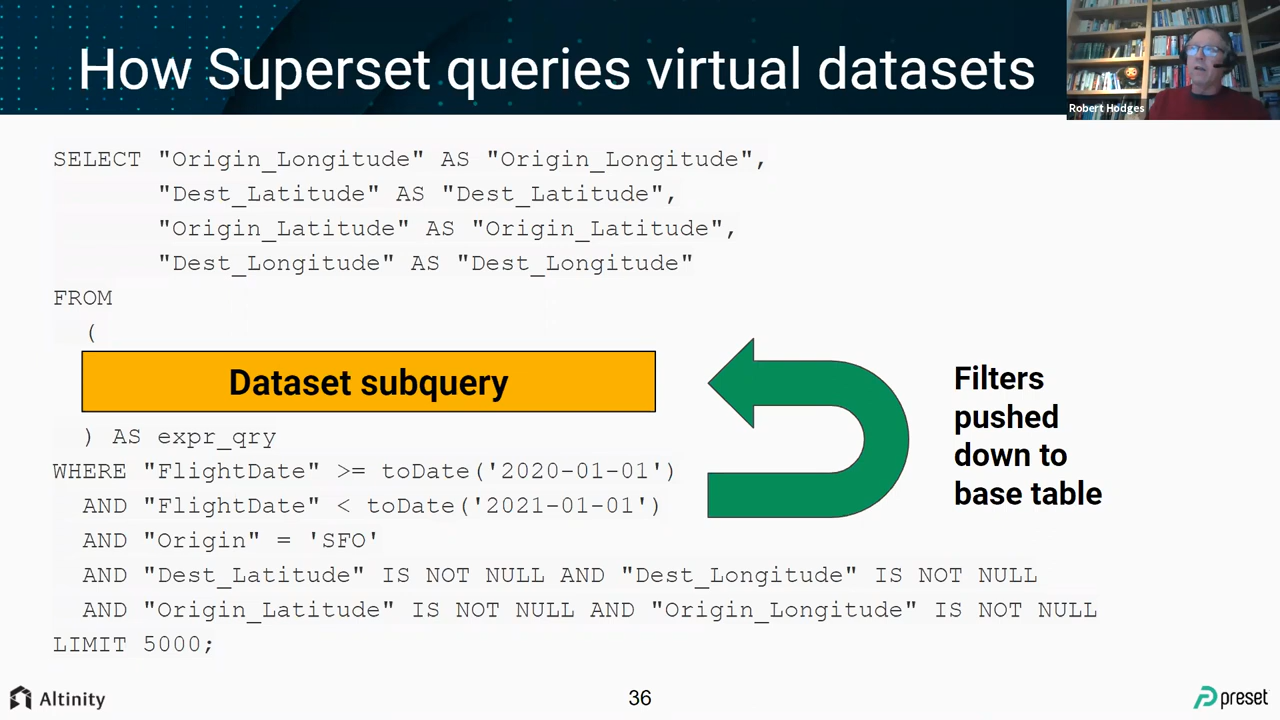 How Superset queries virtual datasets
Robert Hodges
SELECT "Origin_Longitude" AS "Origin_Longitude",
"Dest_Latitude" AS "Dest_Latitude",
"Origin_Latitude" AS "Origin_Latitude",
"Dest_Longitude" AS "Dest_Longitude"
FROM
(
Dataset subquery
) AS expr_qry
WHERE "FlightDate" >= toDate('2020-01-01')
AND "FlightDate" < toDate('2021-01-01')
AND "Origin" = 'SFO'
AND "Dest_Latitude" IS NOT NULL AND "Dest_Longitude" IS NOT NULL
AND "Origin_Latitude" IS NOT NULL AND "Origin_Longitude" IS NOT NULL
LIMIT 5000;
Filters
pushed
down to
base table
Altinity
36
preset